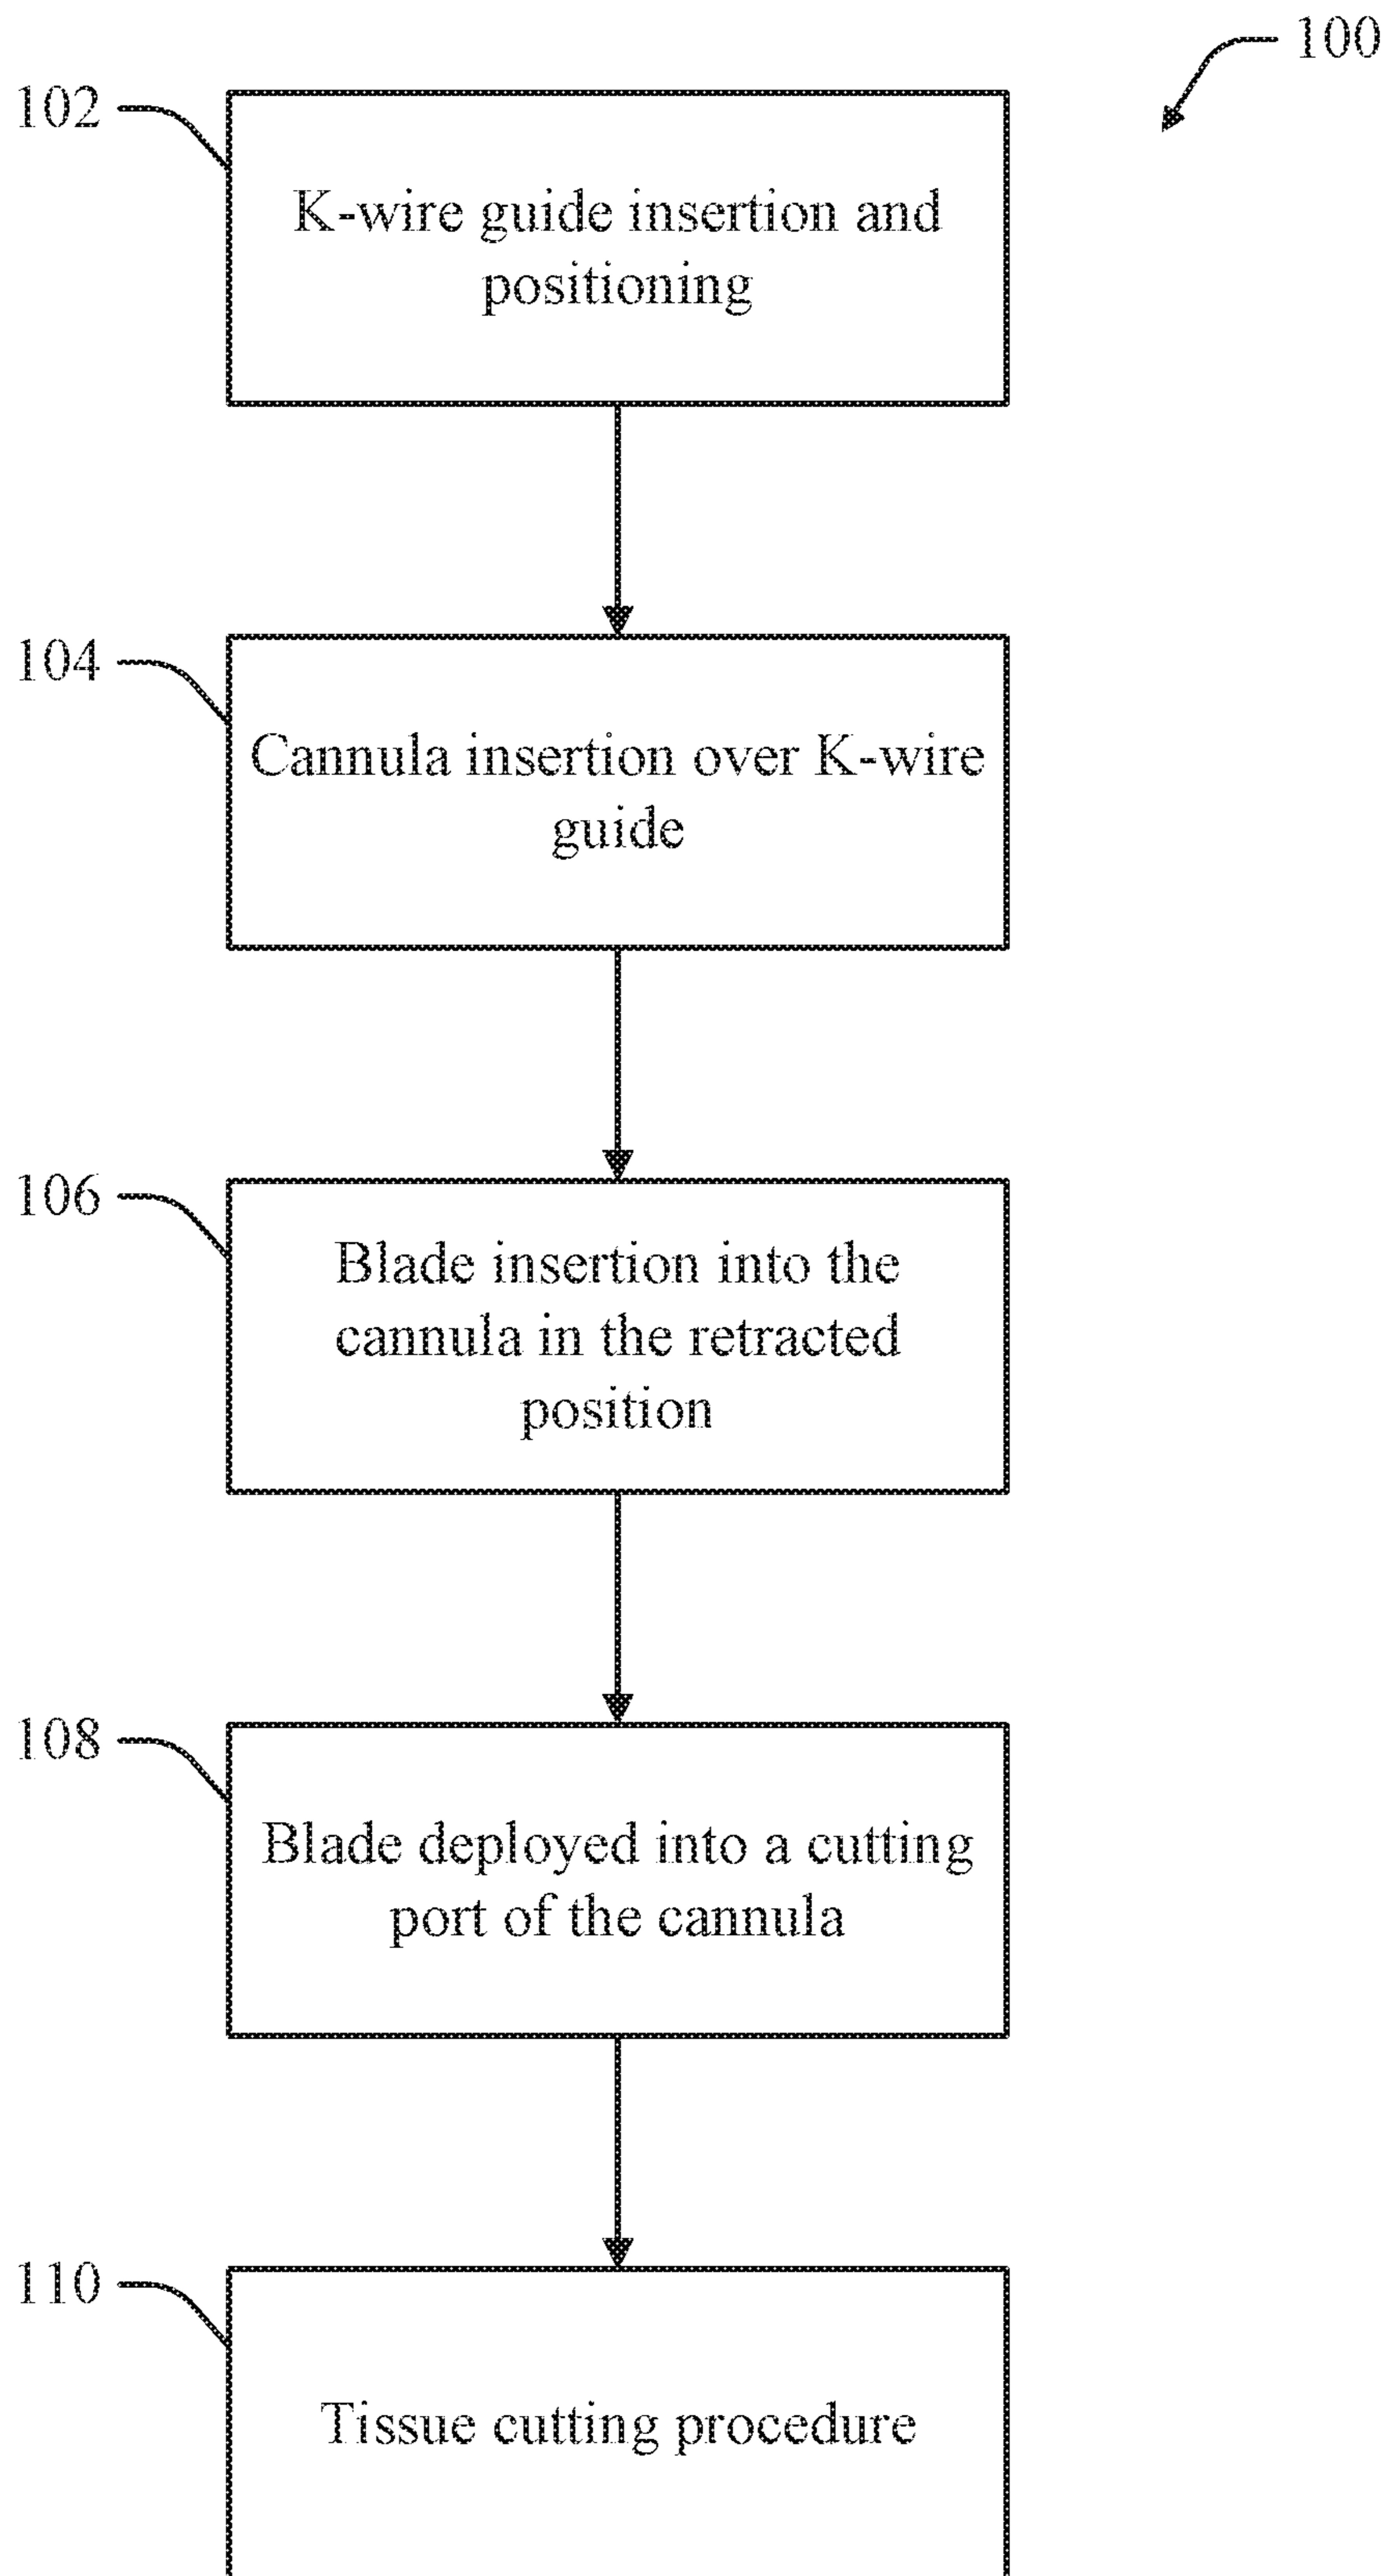 100
102
K-wire guide insertion and
positioning
104
Cannula insertion over K-wire
guide
106
Blade insertion into the
cannula in the retracted
position
108
Blade deployed into a cutting
port of the cannula
110
Tissue cutting procedure